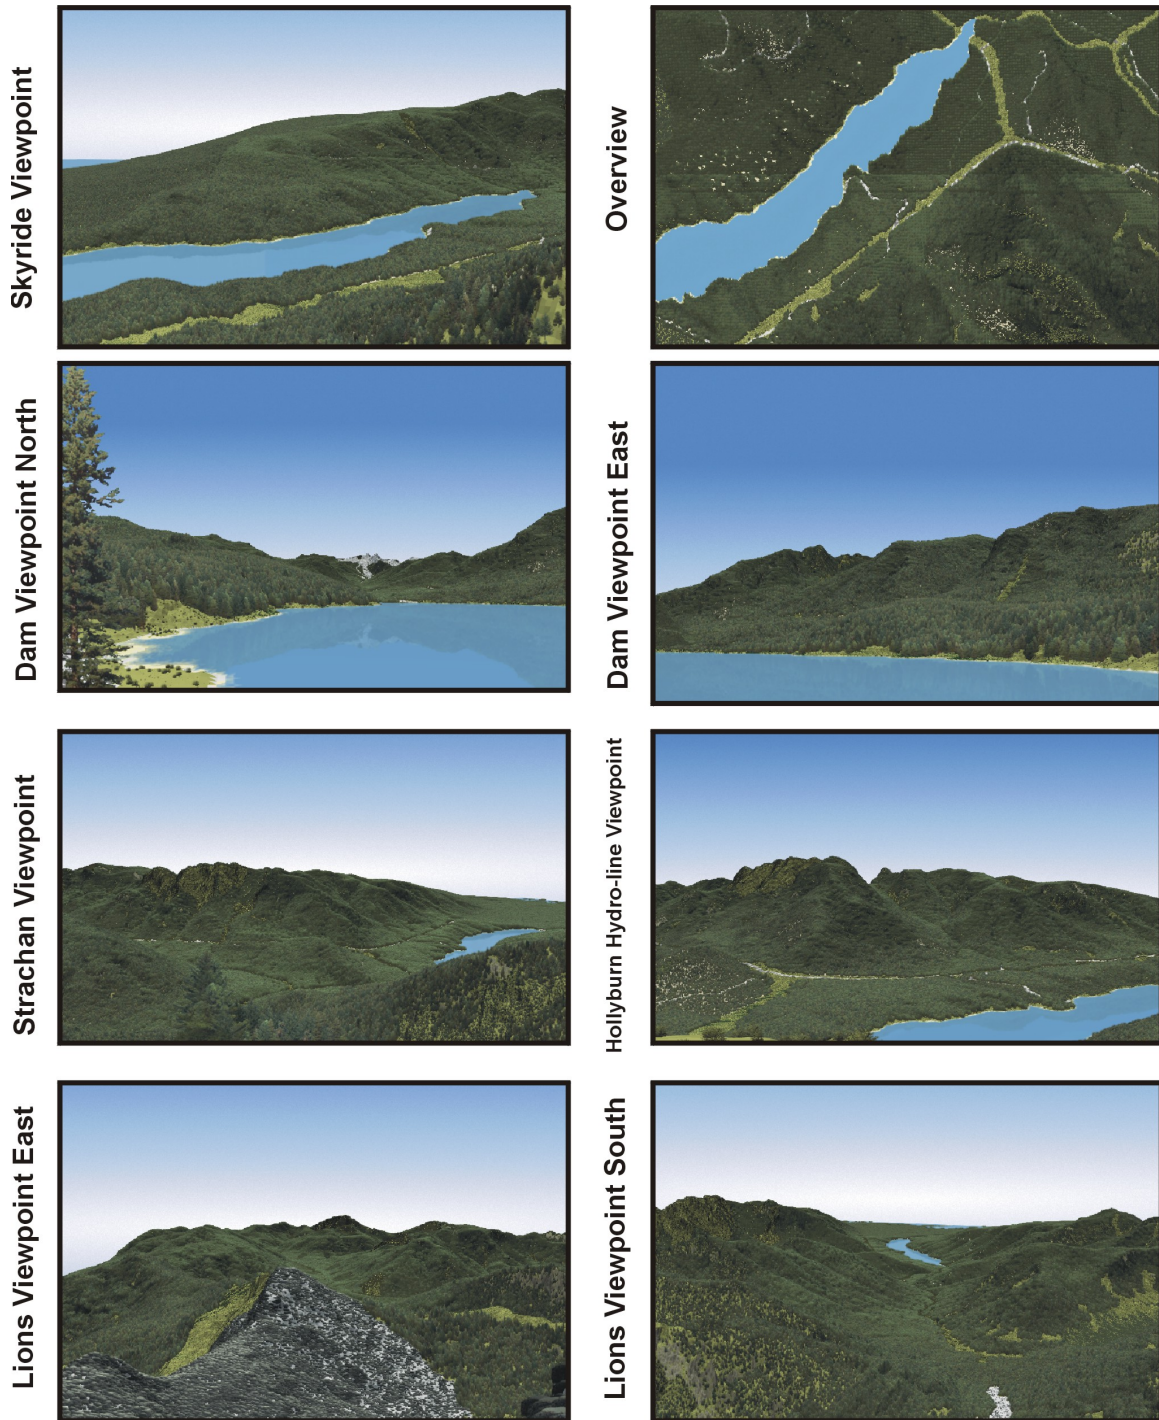 Skyride Viewpoint
Overview
Dam Viewpoint North
Dam Viewpoint East
Strachan Viewpoint
Hollyburn Hydro-line Viewpoint
Lions Viewpoint East
Lions Viewpoint South